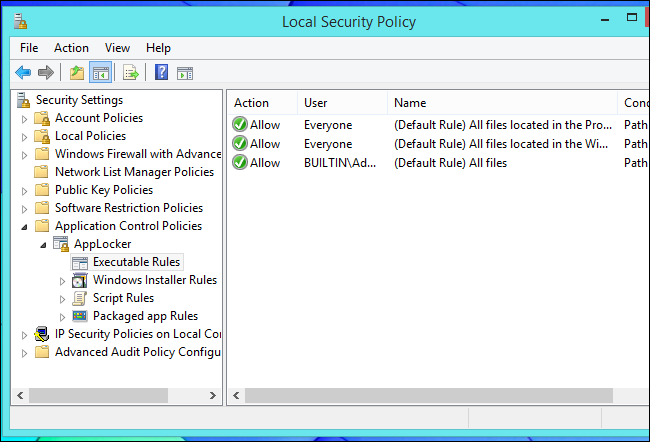 Local Security Policy
File Action View Help
Security Settings
Account Policies
Local Policies
Windows Firewall with Advance
Network List Manager Policies
Public Key Policies
Software Restriction Policies
Application Control Policies
AppLocker
Executable Rules
Windows Installer Rules
Script Rules
Packaged app Rules
IP Security Policies on Local Co
Advanced Audit Policy Configu
Action User Name Con
Allow Everyone (Default Rule) All files located in the Pro... Path
Allow Everyone (Default Rule) All files located in the Wi... Path
Allow BUILTIN\Ad... (Default Rule) All files Path